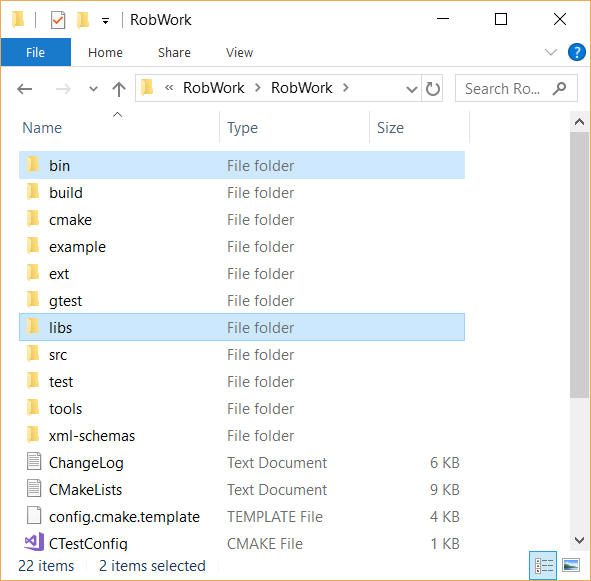 RobWork
File Home Share View
« RobWork > RobWork > Search Ro...
Name Type Size
bin File folder
build File folder
cmake File folder
example File folder
ext File folder
gtest File folder
libs File folder
src File folder
test File folder
tools File folder
xml-schemas File folder
ChangeLog Text Document 6 KB
CMakeLists Text Document 9 KB
config.cmake.template TEMPLATE File 4 KB
CTestConfig CMAKE File 1 KB
22 items 2 items selected